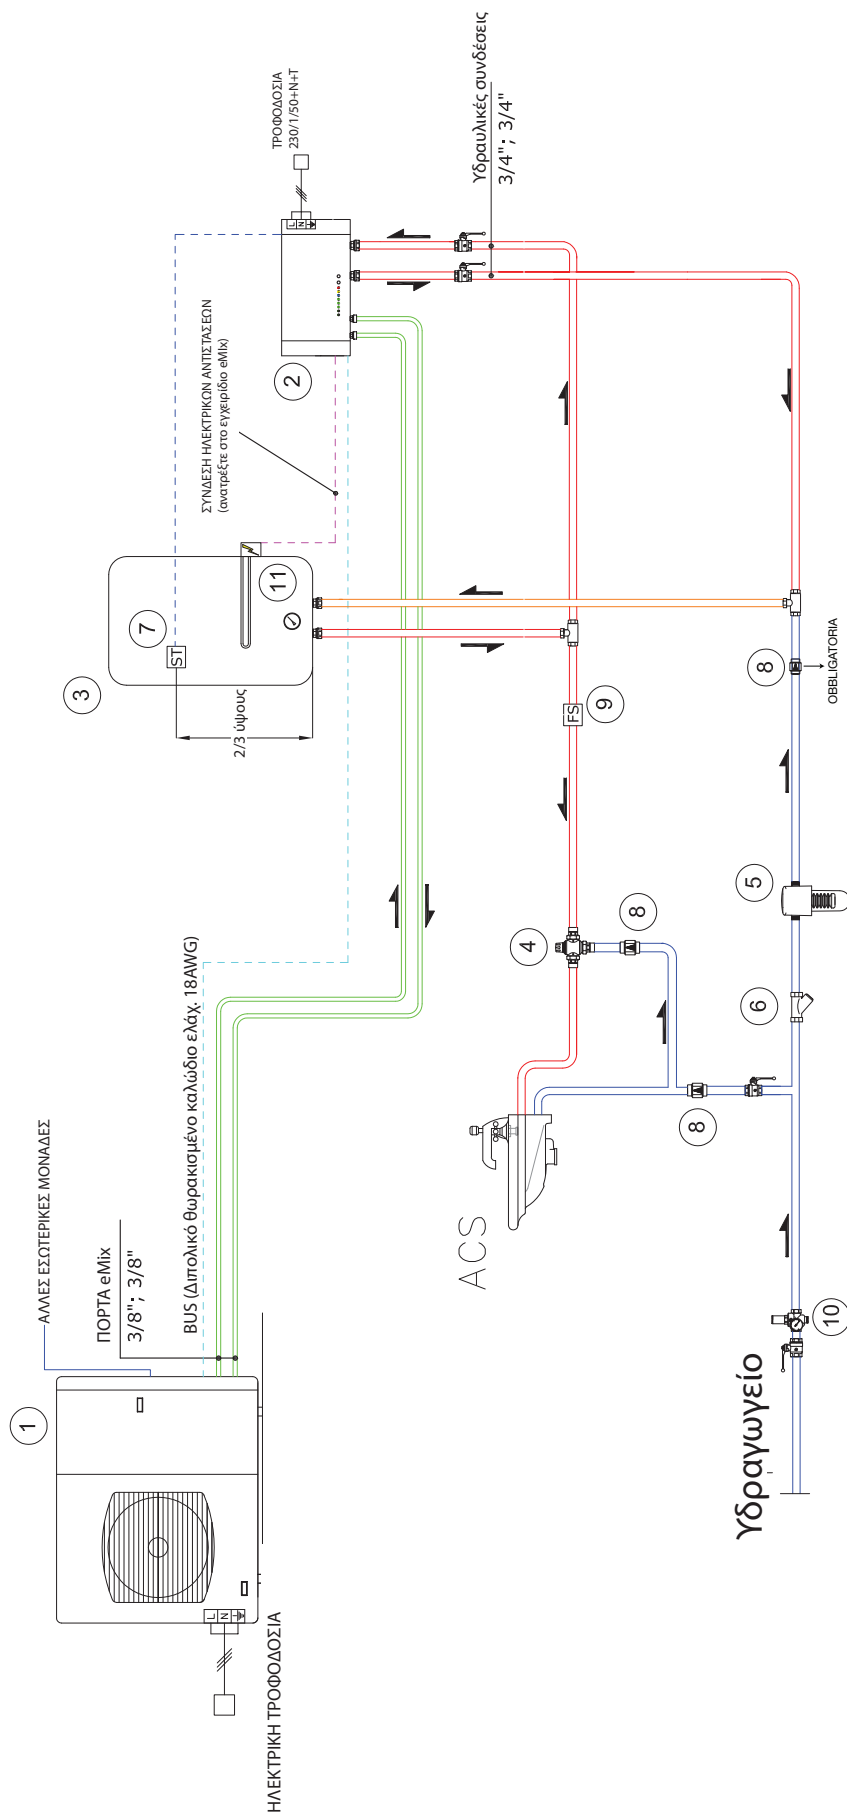 1
ΑΛΛΕΣ ΕΣΩΤΕΡΙΚΕΣ ΜΟΝΑΔΕΣ
ΠΟΡΤΑ eMix
3/8"; 3/8"
BUS (Διπολικό θωρακισμένο καλώδιο ελάχ. 18AWG)
L
N
ΗΛΕΚΤΡΙΚΗ ΤΡΟΦΟΔΟΣΙΑ
3
7
ST
11
2/3 ύψους
ΣΥΝΔΕΣΗ ΗΛΕΚΤΡΙΚΩΝ ΑΝΤΙΣΤΑΣΕΩΝ
(ανατρέξτε στο εγχειρίδιο eMix)
2
L
N
ΤΡΟΦΟΔΟΣΙΑ
230/1/50+N+T
Υδραυλικές συνδέσεις
3/4"; 3/4"
ACS
4
8
FS
9
8
Υδραγωγείο
10
6
5
8
OBBLIGATORIA